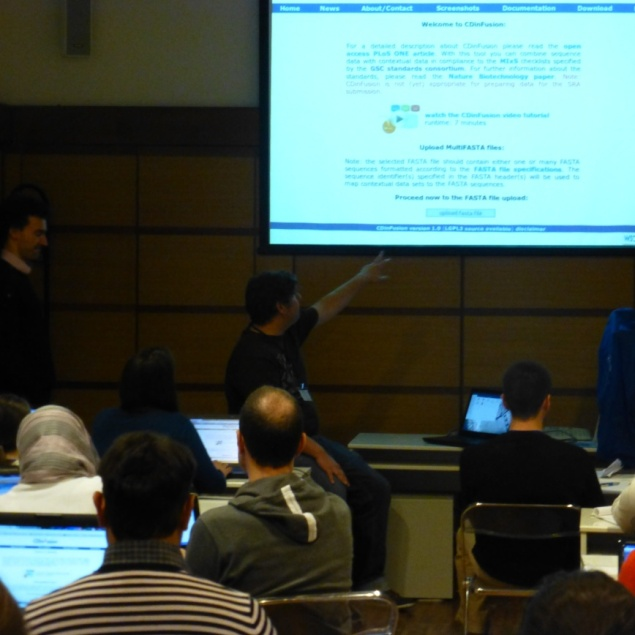 Home News About/Contact Screenshots Documentation Download
Welcome to CDinFusion:
For a detailed description about CDinFusion please read the open
access PLoS ONE article. With this tool you can combine sequence
data with contextual data in compliance to the MIxS checklists specified
by the GSC standards consortium. For further information about the
standards, please read the Nature Biotechnology paper. Note:
CDinFusion is not (yet) appropriate for preparing data for the SRA
submission.
watch the CDinFusion video tutorial
runtime: 7 minutes.
Upload MultiFASTA files:
Note: the selected FASTA file should contain either one or many FASTA
sequences formatted according to the FASTA file specifications. The
sequence identifier(s) specified in the FASTA header(s) will be used to
map contextual data sets to the FASTA sequences.
Proceed now to the FASTA file upload:
upload fasta file
CDinFusion version 1.0 (LGPL3 source available) disclaimer